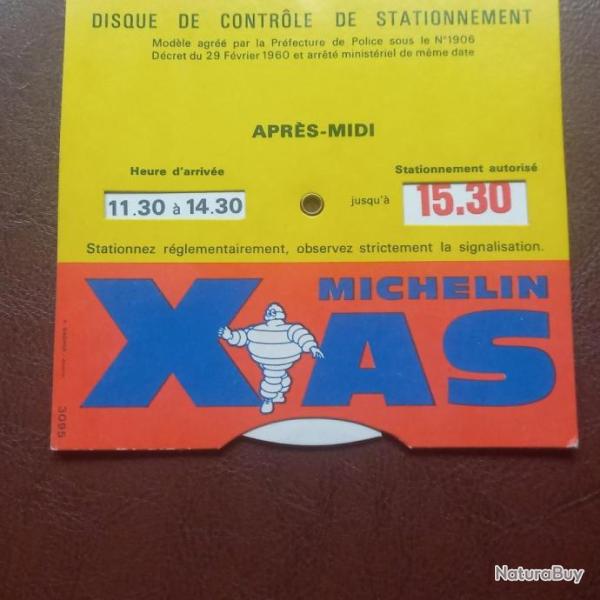 DISQUE DE CONTRÔLE DE STATIONNEMENT
Modèle agréé par la Préfecture de Police sous le N°1906
Décret du 29 Février 1960 et arrêté ministériel de même date
APRÈS-MIDI
Heure d'arrivée
Stationnement autorisé
11.30 à 14.30
jusqu'à
15.30
Stationnez réglementairement, observez strictement la signalisation.
MICHELIN
XAS
3095
NaturaBuy